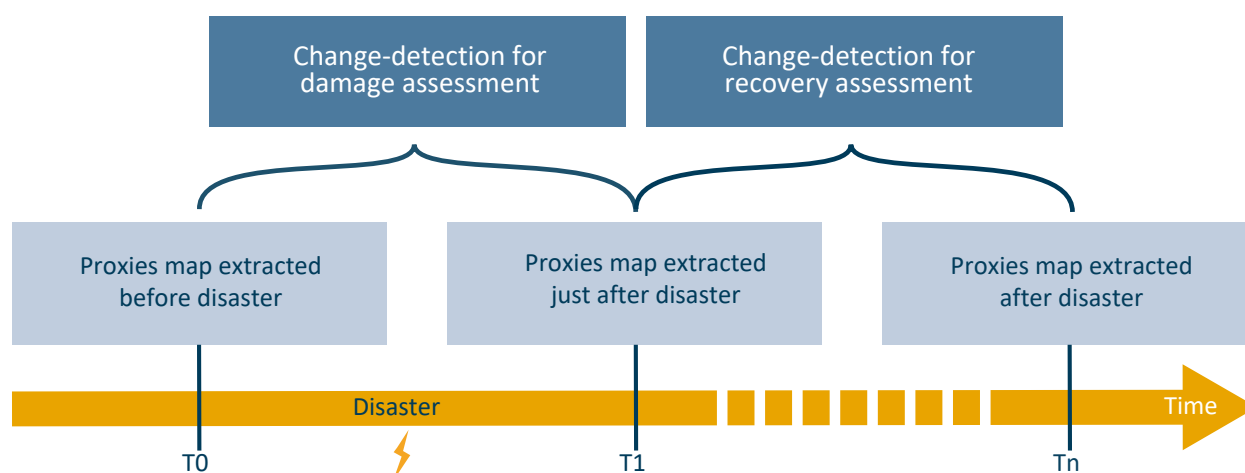 Change-detection for
damage assessment
Change-detection for
recovery assessment
Proxies map extracted
before disaster
Proxies map extracted
just after disaster
Proxies map extracted
after disaster
Disaster
Time
T0
T1
Tn